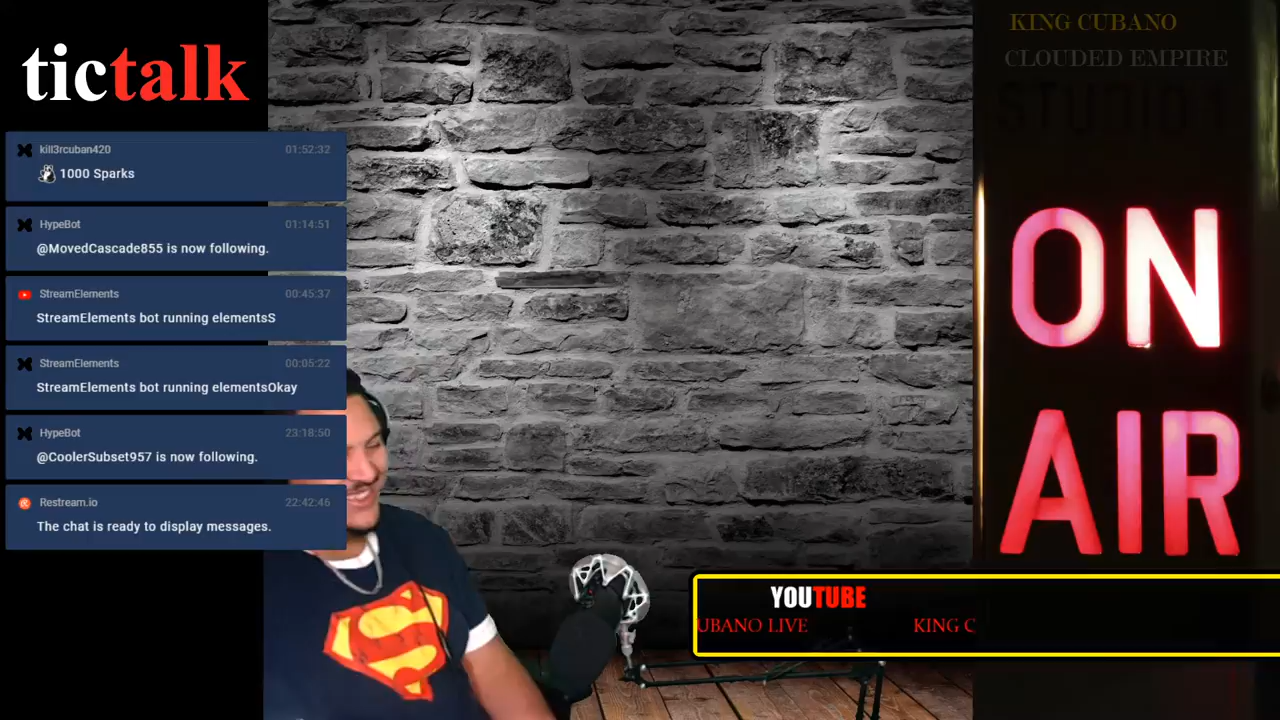 tictalk
kill3rcuban420 01:52:32
1000 Sparks
HypeBot 01:14:51
@MovedCascade855 is now following.
StreamElements 00:45:37
StreamElements bot running elementsS
StreamElements 00:05:22
StreamElements bot running elementsOkay
HypeBot 23:18:50
@CoolerSubset957 is now following.
Restream.io 22:42:46
The chat is ready to display messages.
KING CUBANO
CLOUDED EMPIRE
STUDIO 1
ON
AIR
YOUTUBE
UBANO LIVE KING C